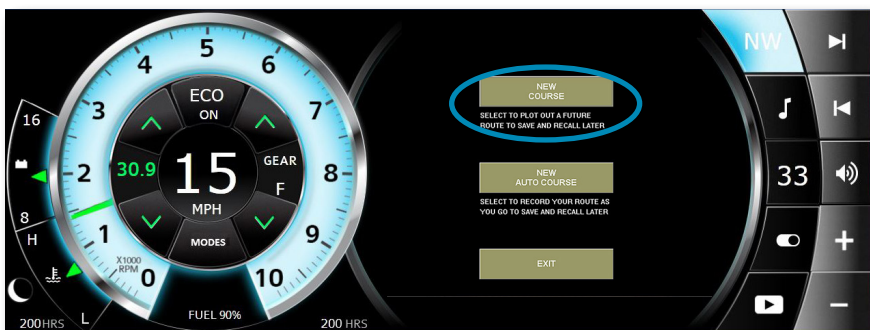 16
8
H
L
200 HRS
0
1
2
3
4
5
6
7
8
9
10
X1000
RPM
ECO
ON
30.9
15
MPH
GEAR
F
MODES
FUEL 90%
200 HRS
NEW
COURSE
SELECT TO PLOT OUT A FUTURE
ROUTE TO SAVE AND RECALL LATER
NEW
AUTO COURSE
SELECT TO RECORD YOUR ROUTE AS
YOU GO TO SAVE AND RECALL LATER
EXIT
NW
33